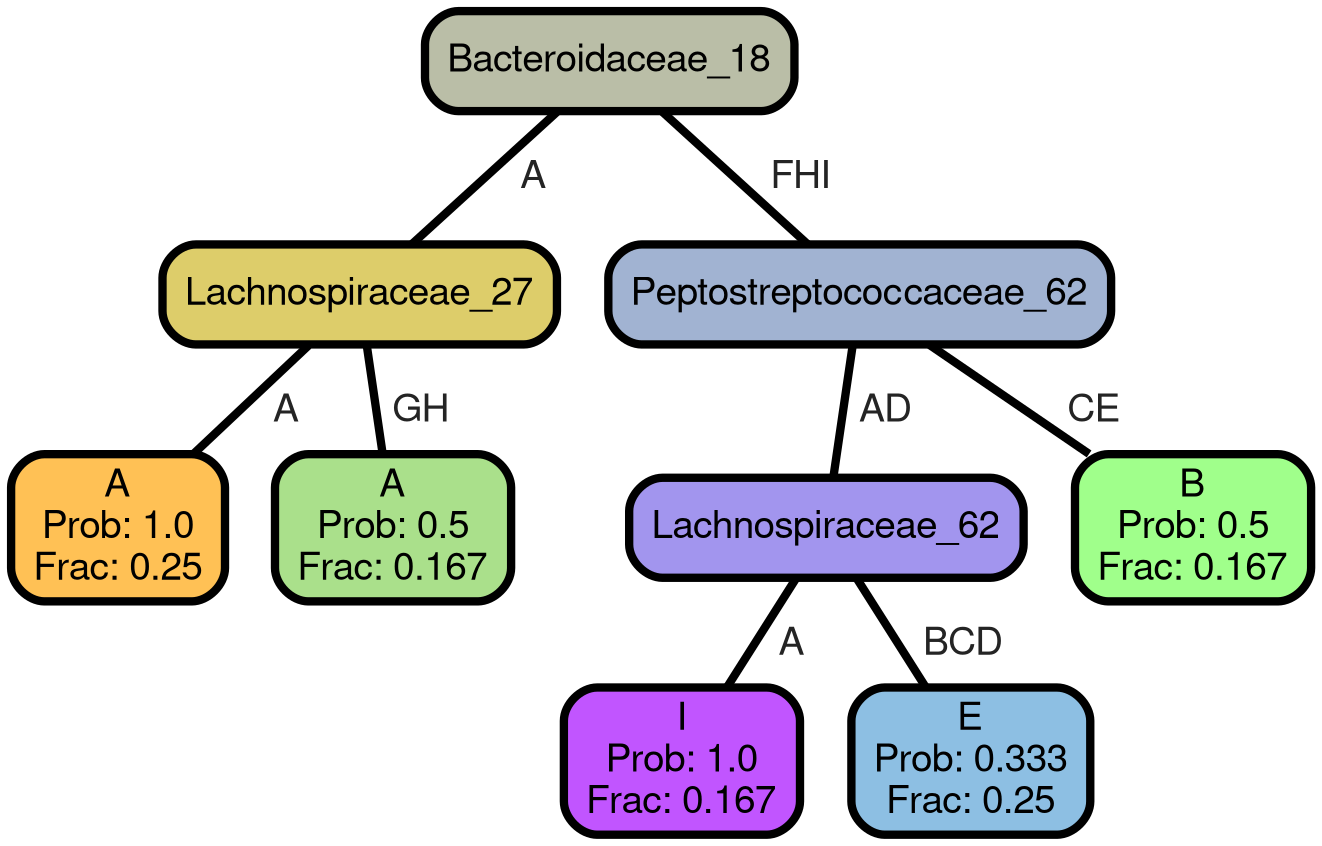 Bacteroidaceae_18
A
FHI
Lachnospiraceae_27
Peptostreptococcaceae_62
A
GH
AD
CE
A
Prob: 1.0
Frac: 0.25
A
Prob: 0.5
Frac: 0.167
Lachnospiraceae_62
B
Prob: 0.5
Frac: 0.167
A
BCD
I
Prob: 1.0
Frac: 0.167
E
Prob: 0.333
Frac: 0.25